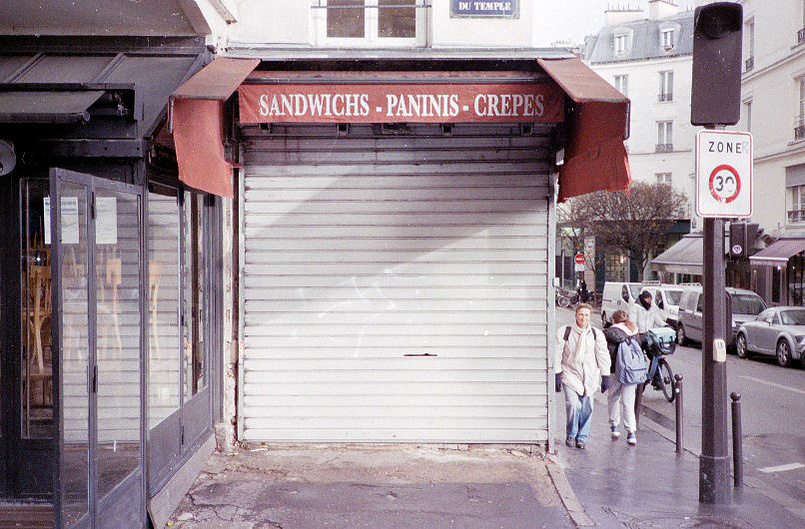 DU TEMPLE
SANDWICHS - PANINIS - CREPES
ZONE
30